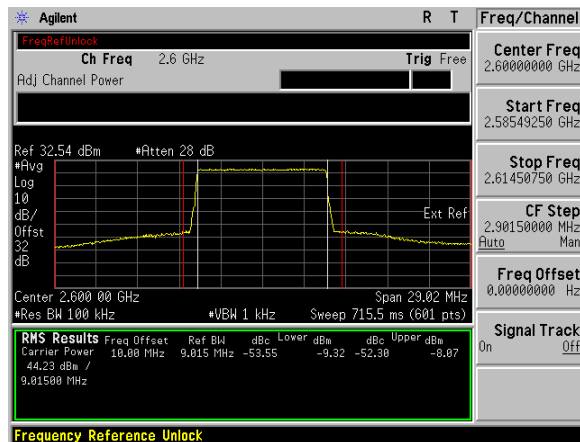 Agilent R T Freq/Channel
FreqRefUnlock
Ch Freq 2.6 GHz Trig Free
Adj Channel Power
Center Freq
2.60000000 GHz
Start Freq
2.58549250 GHz
Stop Freq
2.61450750 GHz
CF Step
2.90150000 MHz
Auto Man
Freq Offset
0.00000000 Hz
Signal Track
On Off
Ref 32.54 dBm #Atten 28 dB
#Avg
Log
10
dB/
Offst
32
dB
Ext Ref
Center 2.600 00 GHz Span 29.02 MHz
#Res BW 100 kHz #VBW 1 kHz Sweep 715.5 ms (601 pts)
RMS Results Freq Offset Ref BW dBc Lower dBm dBc Upper dBm
Carrier Power 10.00 MHz 9.015 MHz -53.55 -9.32 -52.30 -8.07
44.23 dBm /
9.01500 MHz
Frequency Reference Unlock